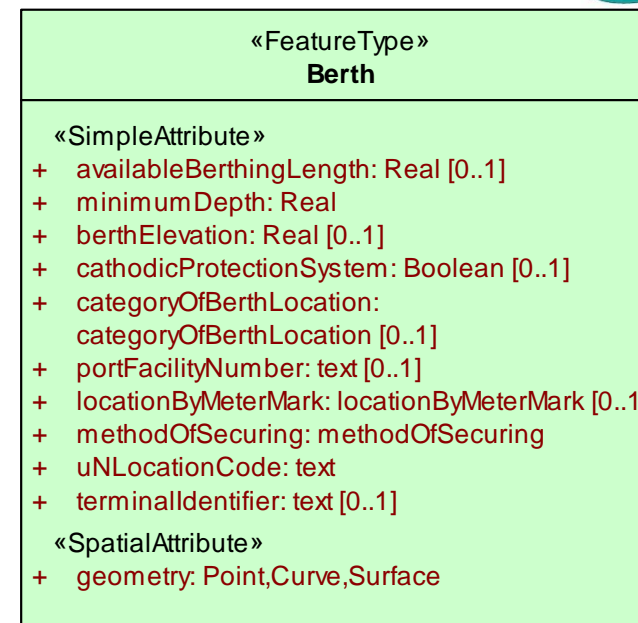 «FeatureType»
Berth
«SimpleAttribute»
+ availableBerthingLength: Real [0..1]
+ minimumDepth: Real
+ berthElevation: Real [0..1]
+ cathodicProtectionSystem: Boolean [0..1]
+ categoryOfBerthLocation:
categoryOfBerthLocation [0..1]
+ portFacilityNumber: text [0..1]
+ locationByMeterMark: locationByMeterMark [0..1
+ methodOfSecuring: methodOfSecuring
+ uNLocationCode: text
+ terminalIdentifier: text [0..1]
«SpatialAttribute»
+ geometry: Point,Curve,Surface